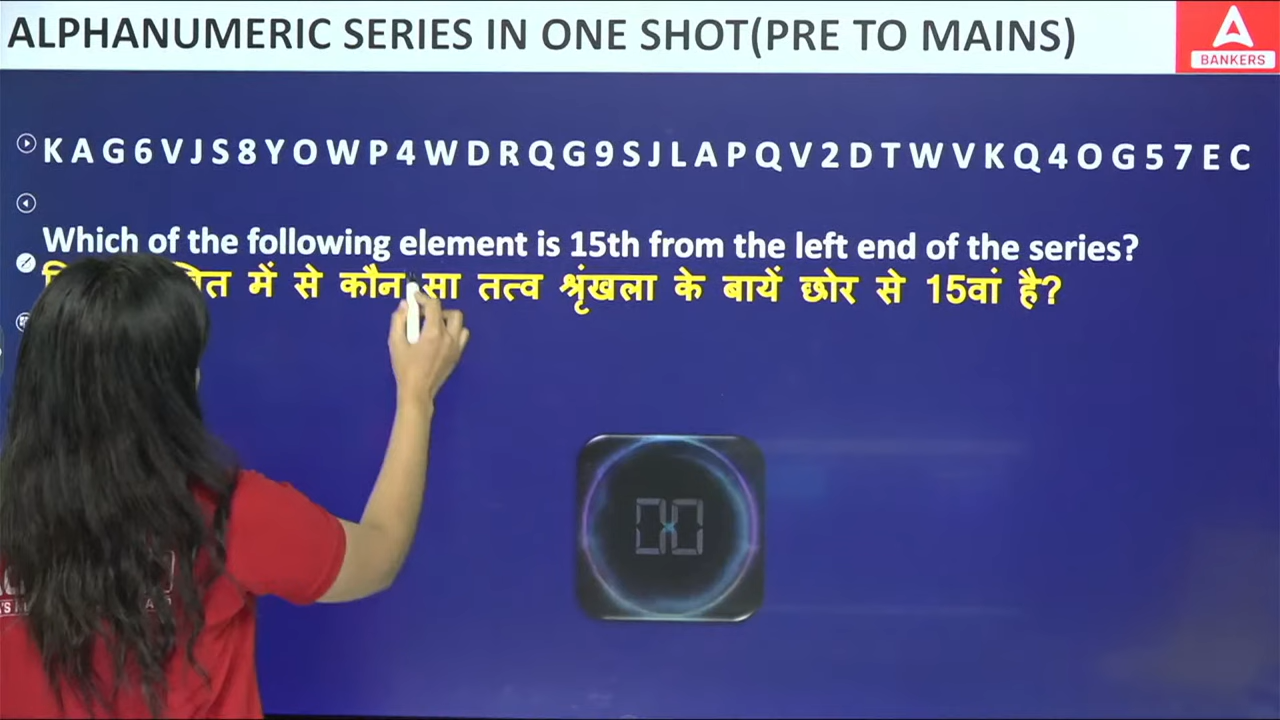 ALPHANUMERIC SERIES IN ONE SHOT(PRE TO MAINS)
A
BANKERS
K A G 6 V J S 8 Y O W P 4 W D R Q G 9 S J L A P Q V 2 D T W V K Q 4 O G 5 7 E C
Which of the following element is 15th from the left end of the series?
में से कौन सा तत्व श्रृंखला के बायें छोर से 15वां है?